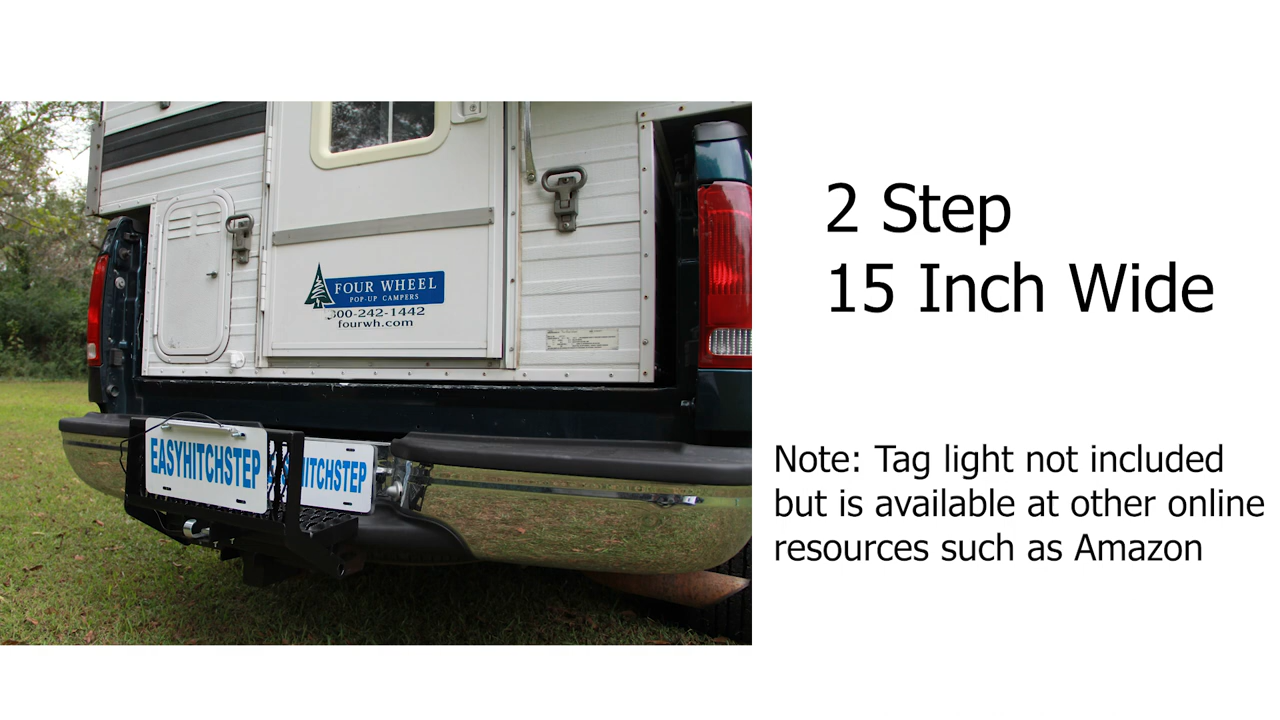 2 Step
15 Inch Wide
FOUR WHEEL
POP-UP CAMPERS
800-242-1442
fourwh.com
EASYHITCHSTEP
HITCHSTEP
Note: Tag light not included
but is available at other online
resources such as Amazon